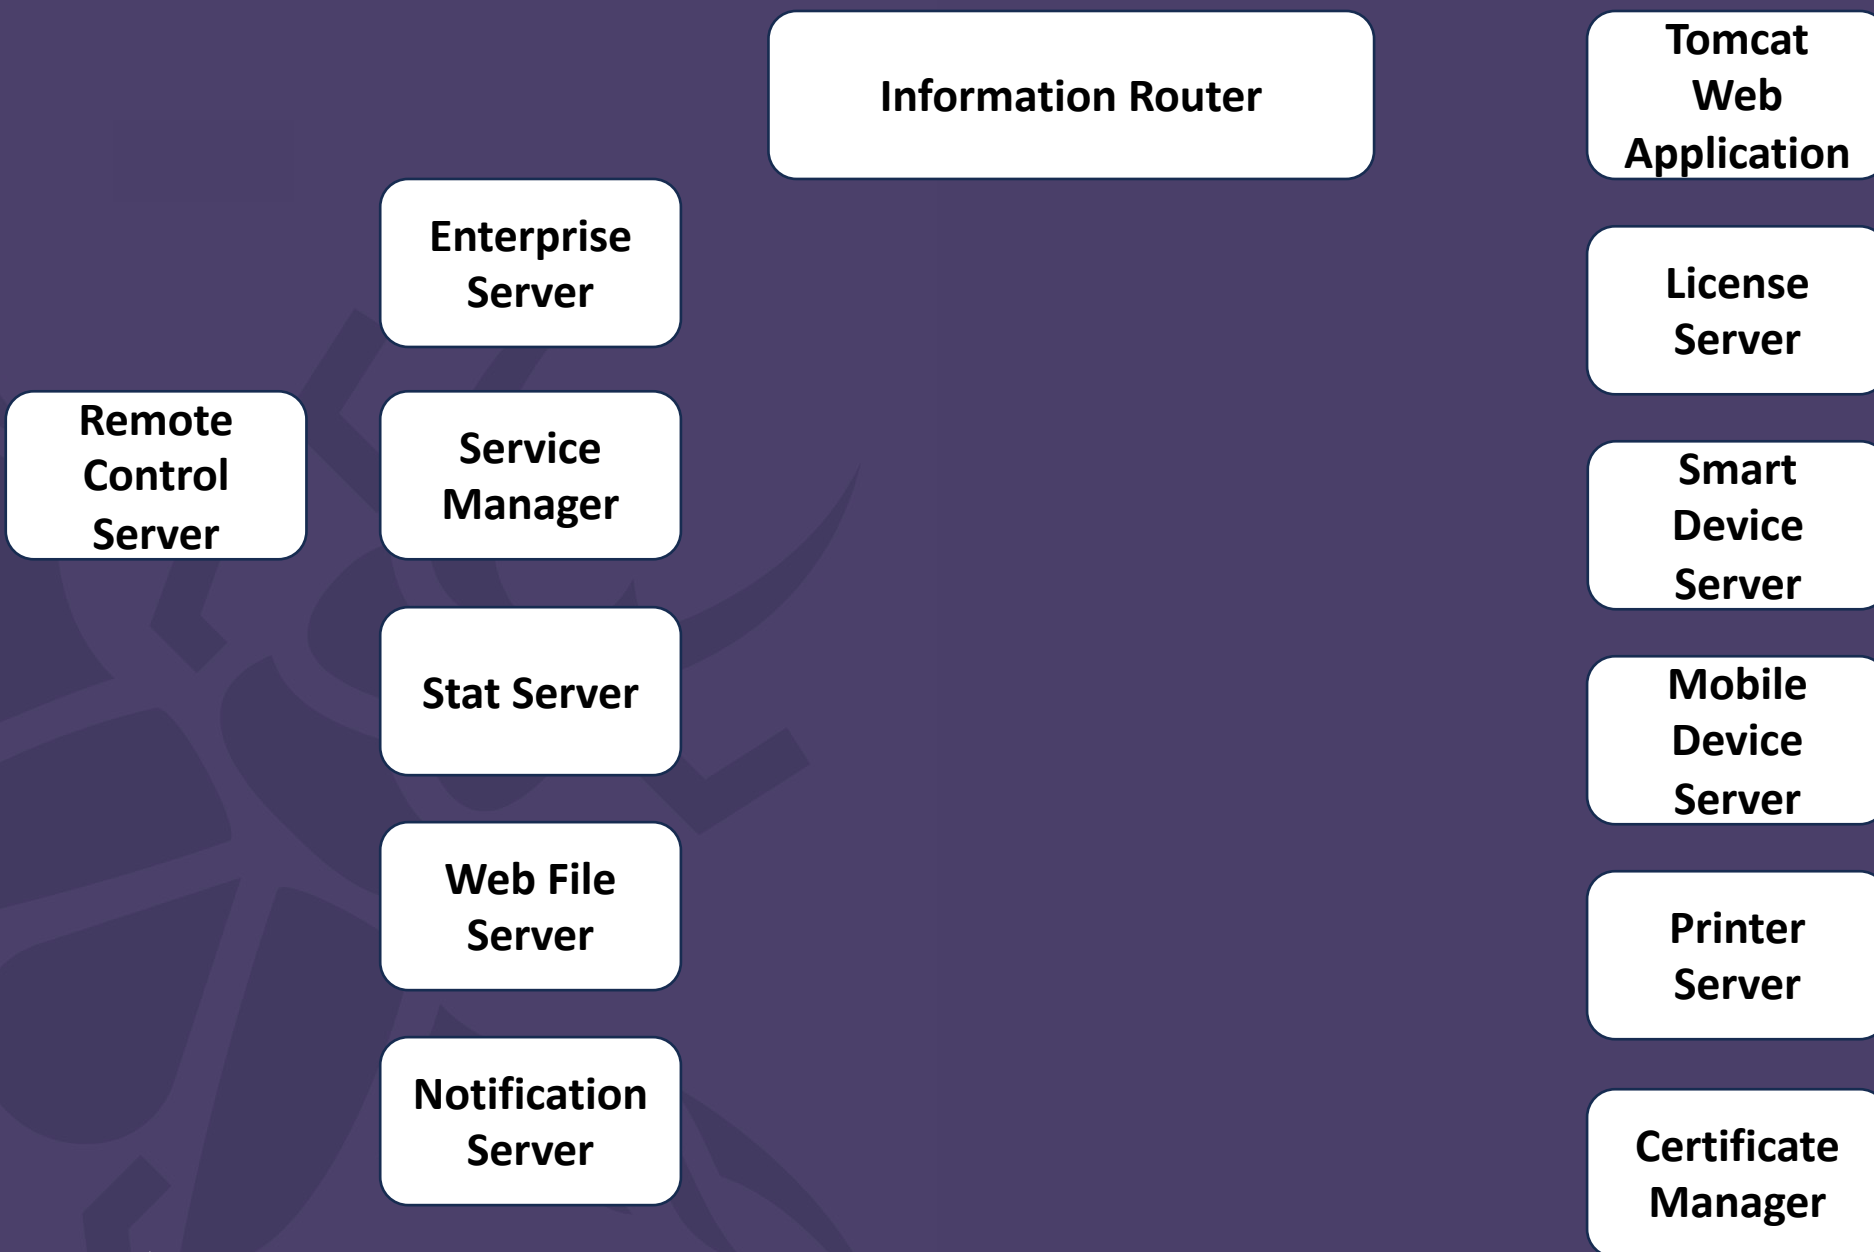 Information Router
Tomcat
Web
Application
Enterprise
Server
License
Server
Remote
Control
Server
Service
Manager
Smart
Device
Server
Stat Server
Mobile
Device
Server
Web File
Server
Printer
Server
Notification
Server
Certificate
Manager